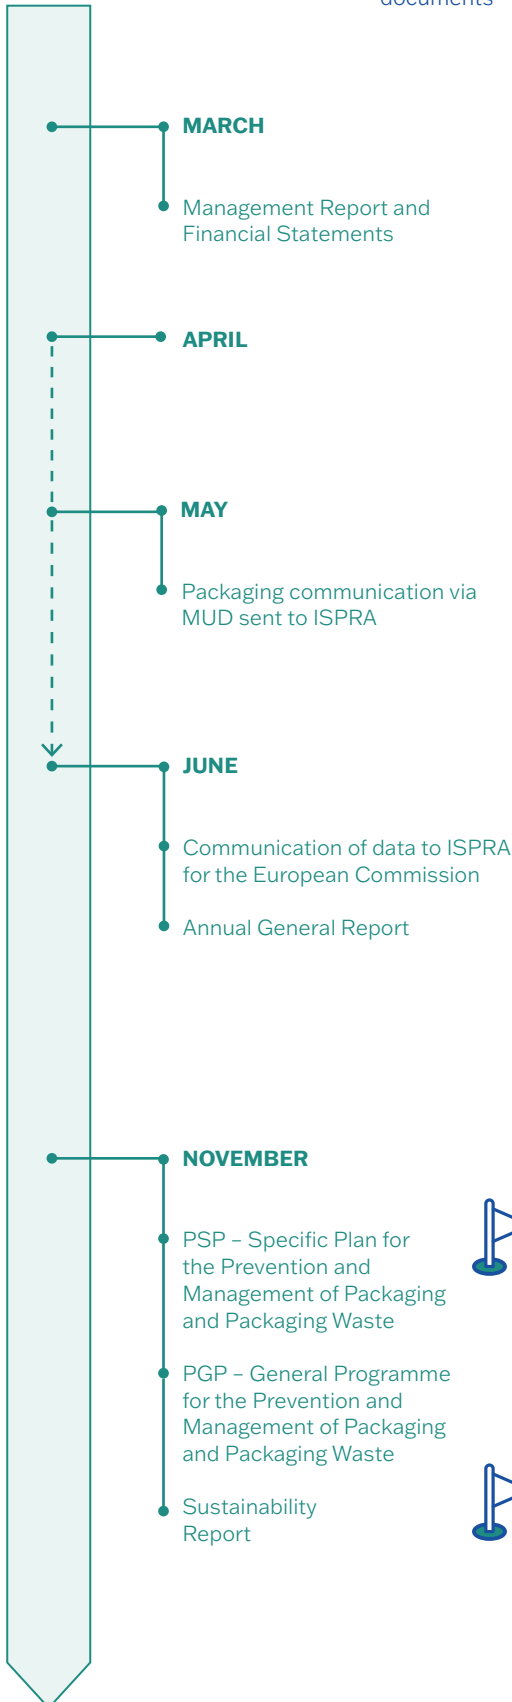 documents
MARCH
Management Report and
Financial Statements
APRIL
MAY
Packaging communication via
MUD sent to ISPRA
JUNE
Communication of data to ISPRA
for the European Commission
Annual General Report
NOVEMBER
PSP – Specific Plan for
the Prevention and
Management of Packaging
and Packaging Waste
PGP – General Programme
for the Prevention and
Management of Packaging
and Packaging Waste
Sustainability
Report